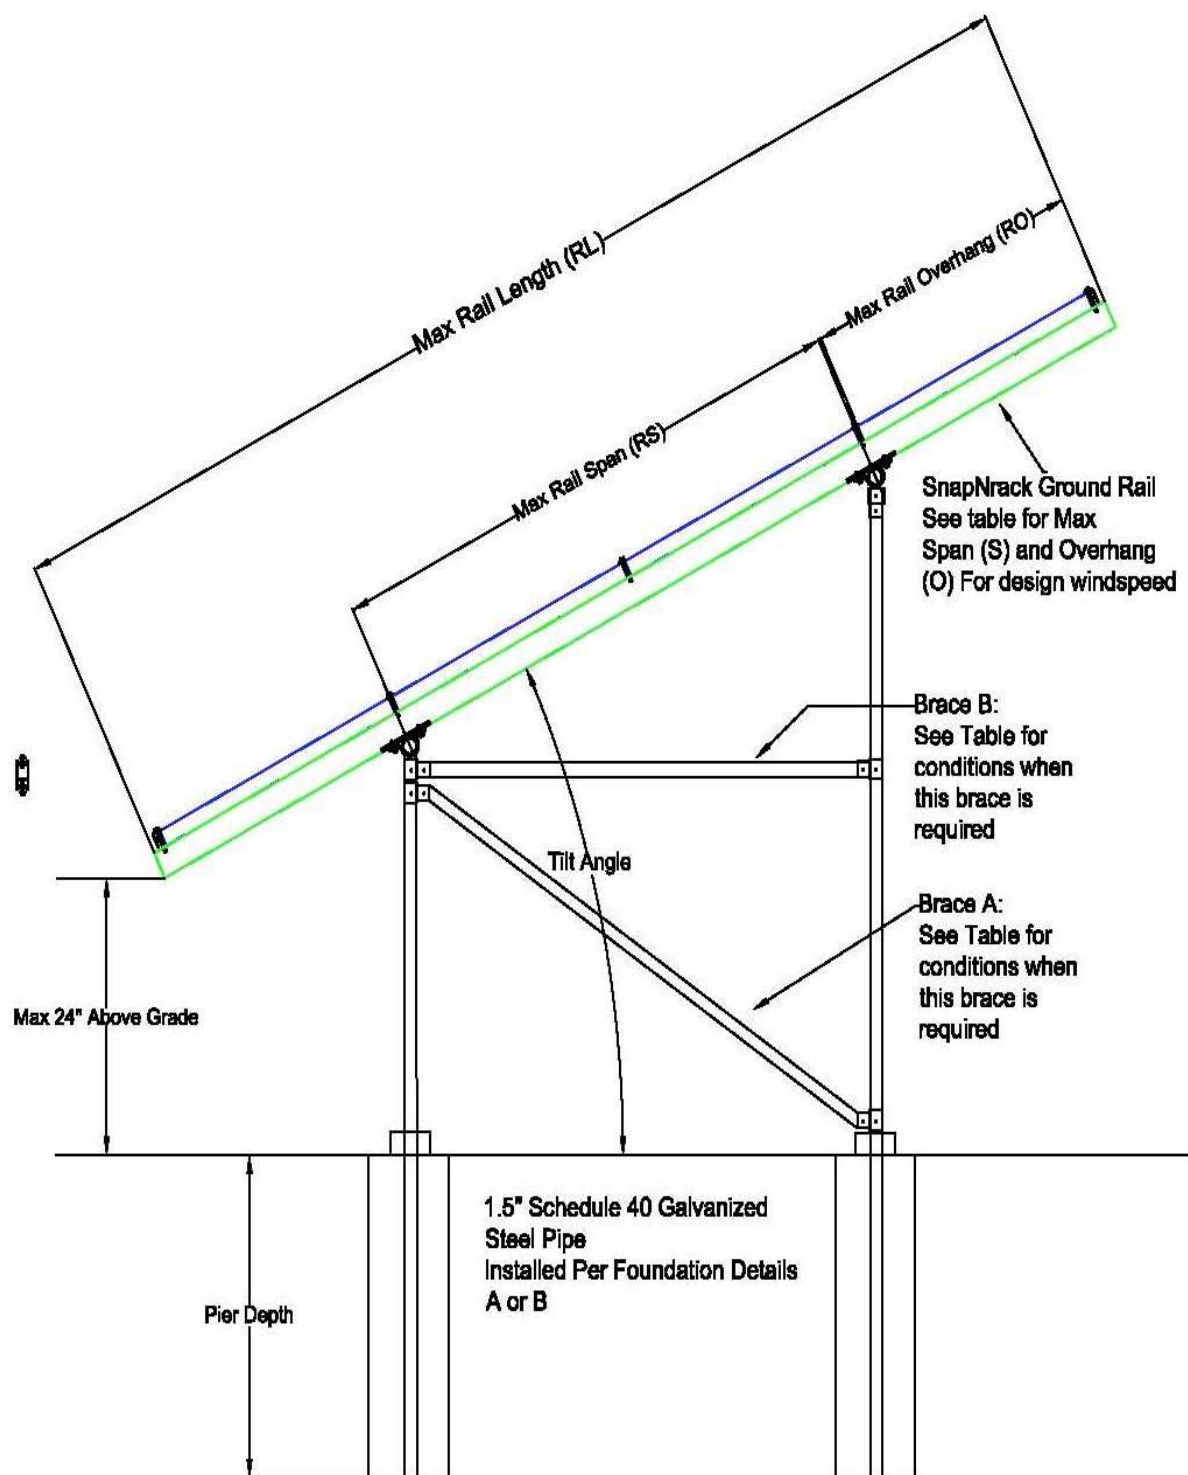 Max Rail Length (RL)
Max Rail Overhang (RO)
Max Rail Span (RS)
SnapNrack Ground Rail
See table for Max
Span (S) and Overhang
(O) For design windspeed
Brace B:
See Table for
conditions when
this brace is
required
Tilt Angle
Brace A:
See Table for
conditions when
this brace is
required
Max 24" Above Grade
1.5" Schedule 40 Galvanized
Steel Pipe
Installed Per Foundation Details
A or B
Pier Depth